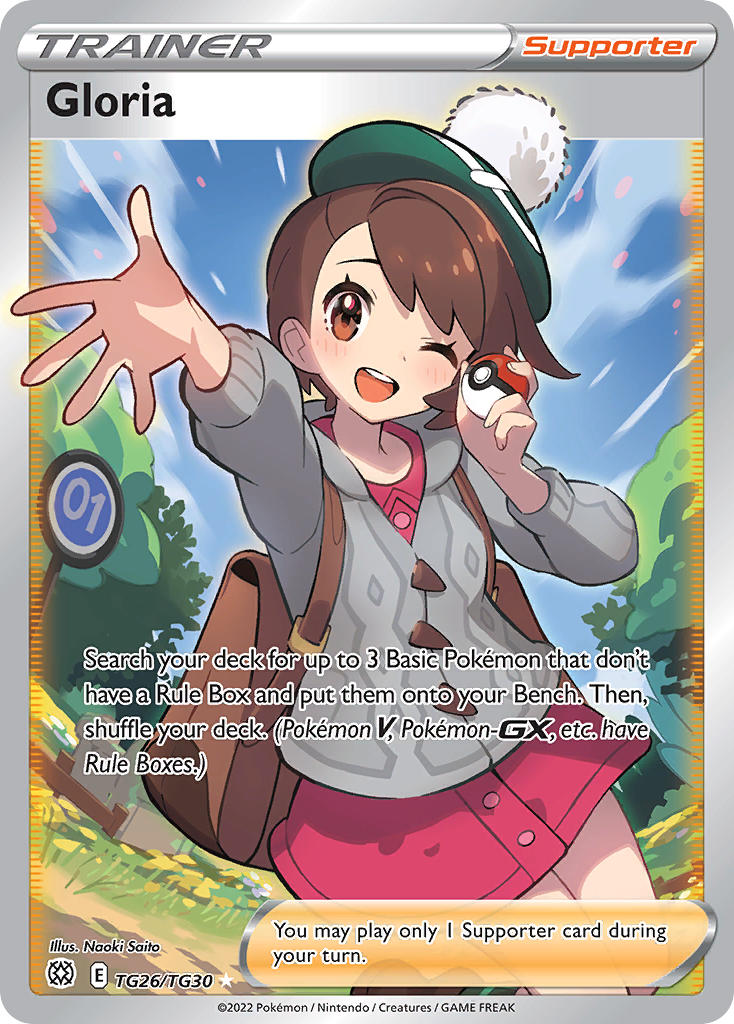 TRAINER
Supporter
Gloria
01
Search your deck for up to 3 Basic Pokémon that don't
have a Rule Box and put them onto your Bench. Then,
shuffle your deck. (Pokémon V, Pokémon-GX, etc. have
Rule Boxes.)
You may play only 1 Supporter card during
your turn.
Illus. Naoki Saito
E TG26/TG30
©2022 Pokémon / Nintendo / Creatures / GAME FREAK